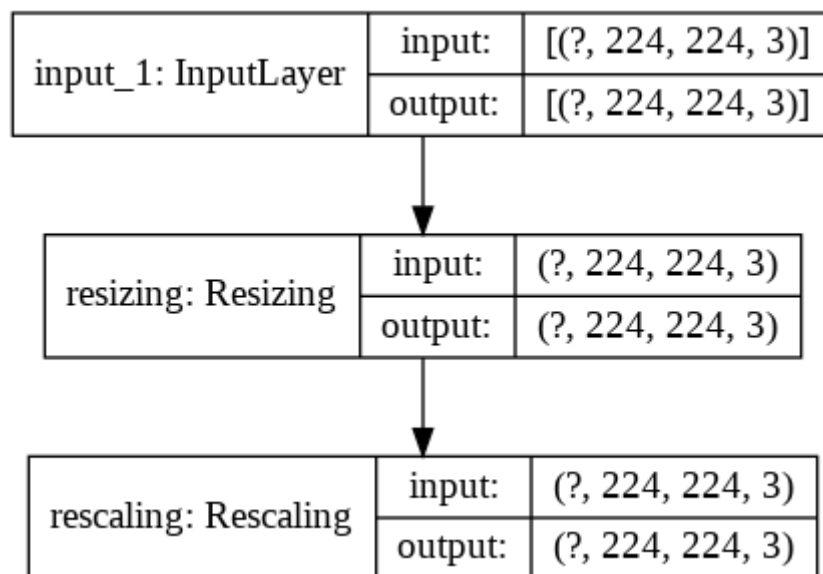 input_1: InputLayer
input: [(?, 224, 224, 3)]
output: [(?, 224, 224, 3)]
resizing: Resizing
input: (?, 224, 224, 3)
output: (?, 224, 224, 3)
rescaling: Rescaling
input: (?, 224, 224, 3)
output: (?, 224, 224, 3)